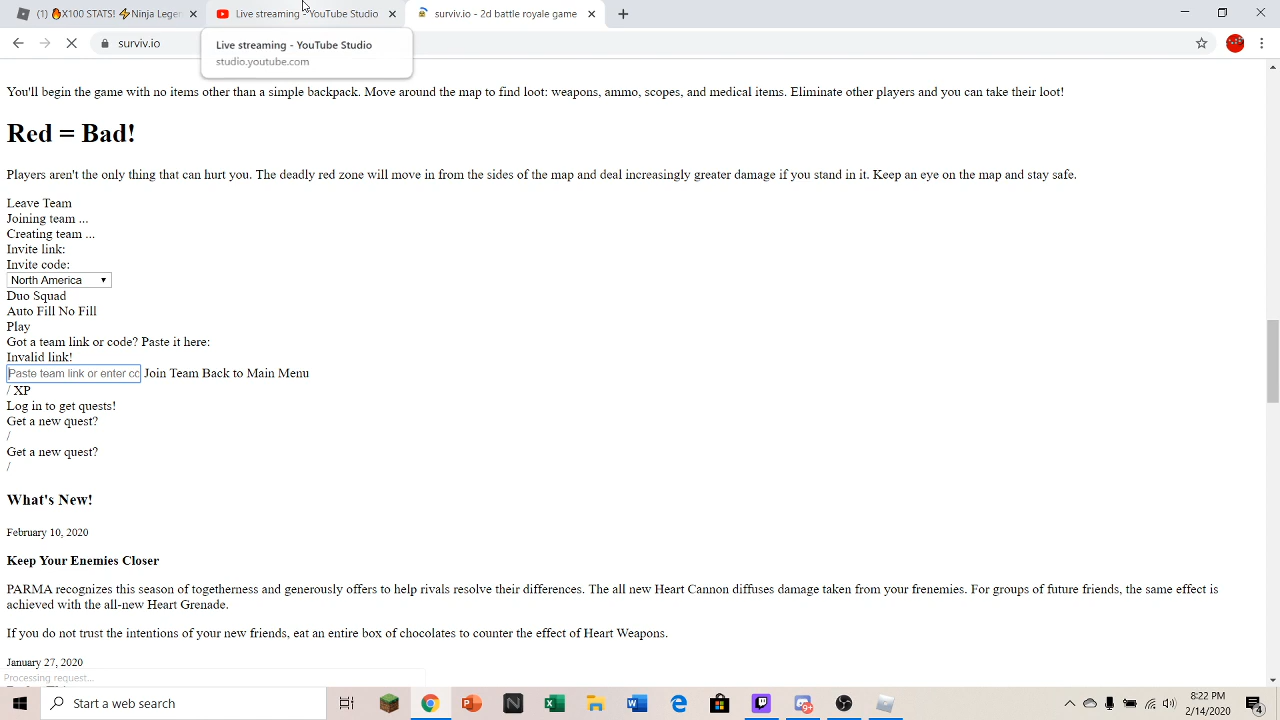 (1) 🔥X100 STATS! ⚡Ninja Legen
Live streaming - YouTube Studio
surviv.io - 2d battle royale game
surviv.io
Live streaming - YouTube Studio
studio.youtube.com
You'll begin the game with no items other than a simple backpack. Move around the map to find loot: weapons, ammo, scopes, and medical items. Eliminate other players and you can take their loot!
Red = Bad!
Players aren't the only thing that can hurt you. The deadly red zone will move in from the sides of the map and deal increasingly greater damage if you stand in it. Keep an eye on the map and stay safe.
Leave Team
Joining team ...
Creating team ...
Invite link:
Invite code:
North America
Duo Squad
Auto Fill No Fill
Play
Got a team link or code? Paste it here:
Invalid link!
Paste team link or enter co Join Team Back to Main Menu
/ XP
Log in to get quests!
Get a new quest?
/
Get a new quest?
/
What's New!
February 10, 2020
Keep Your Enemies Closer
PARMA recognizes this season of togetherness and generously offers to help rivals resolve their differences. The all new Heart Cannon diffuses damage taken from your frenemies. For groups of future friends, the same effect is
achieved with the all-new Heart Grenade.
If you do not trust the intentions of your new friends, eat an entire box of chocolates to counter the effect of Heart Weapons.
January 27, 2020
Processing request...
Start a web search
9+
5:22 PM
2/14/2020
4